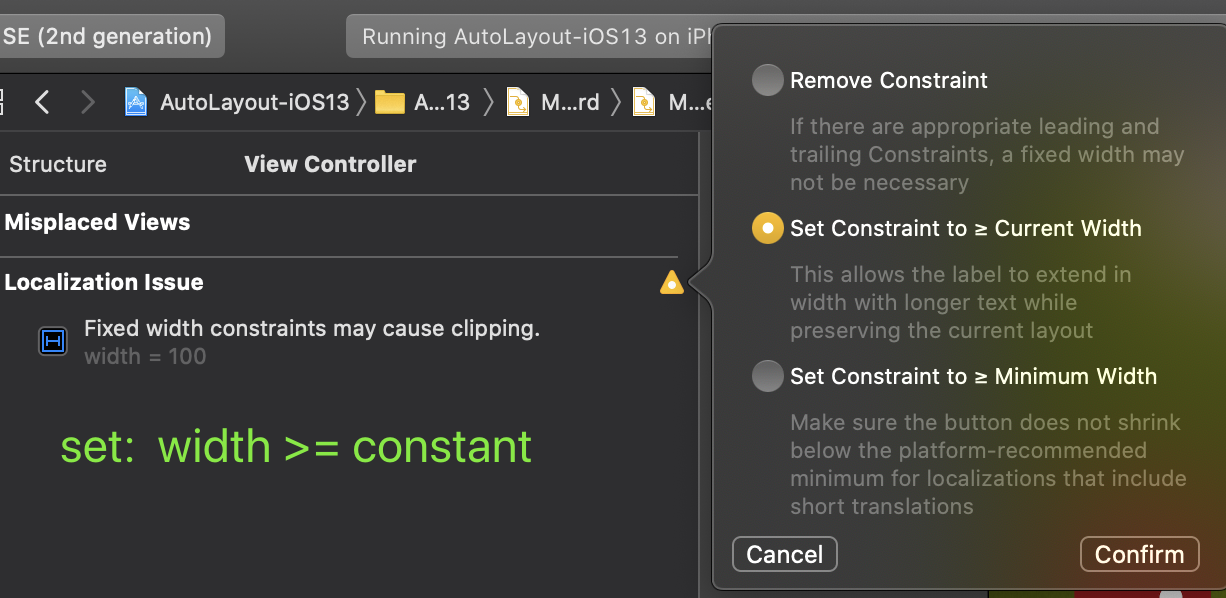 SE (2nd generation)
Running AutoLayout-iOS13 on iP
AutoLayout-iOS13
A...13
M...rd
M...e
Structure
View Controller
Misplaced Views
Localization Issue
Fixed width constraints may cause clipping.
width = 100
set:  width >= constant
Remove Constraint
If there are appropriate leading and
trailing Constraints, a fixed width may
not be necessary
Set Constraint to ≥ Current Width
This allows the label to extend in
width with longer text while
preserving the current layout
Set Constraint to ≥ Minimum Width
Make sure the button does not shrink
below the platform-recommended
minimum for localizations that include
short translations
Cancel
Confirm